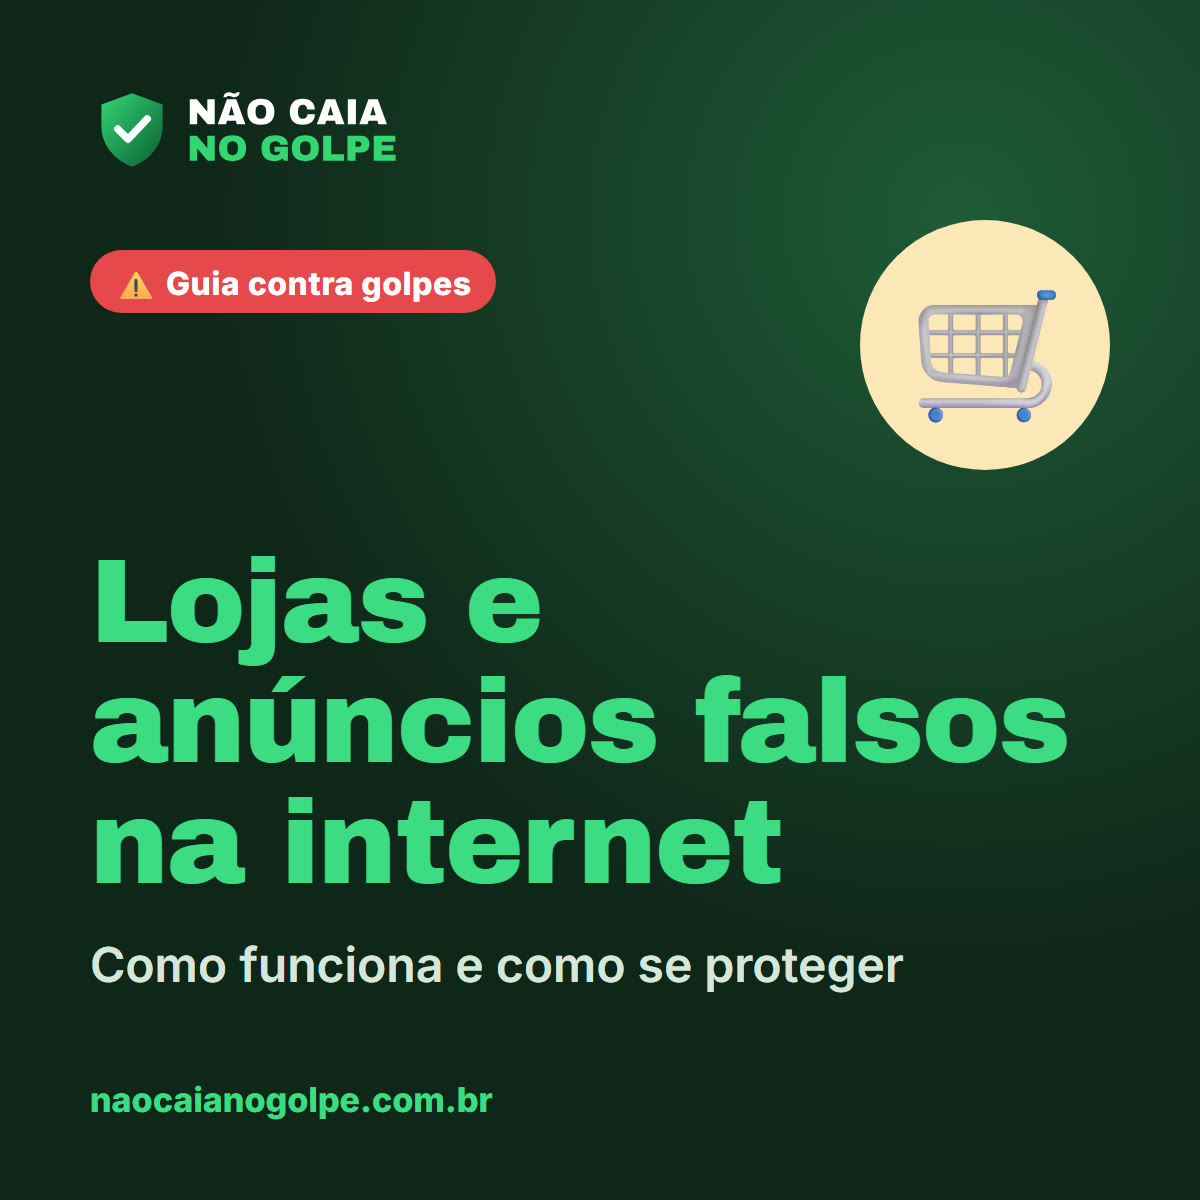 NÃO CAIA
NO GOLPE
⚠️ Guia contra golpes
Lojas e
anúncios falsos
na internet
Como funciona e como se proteger
naocaianogolpe.com.br